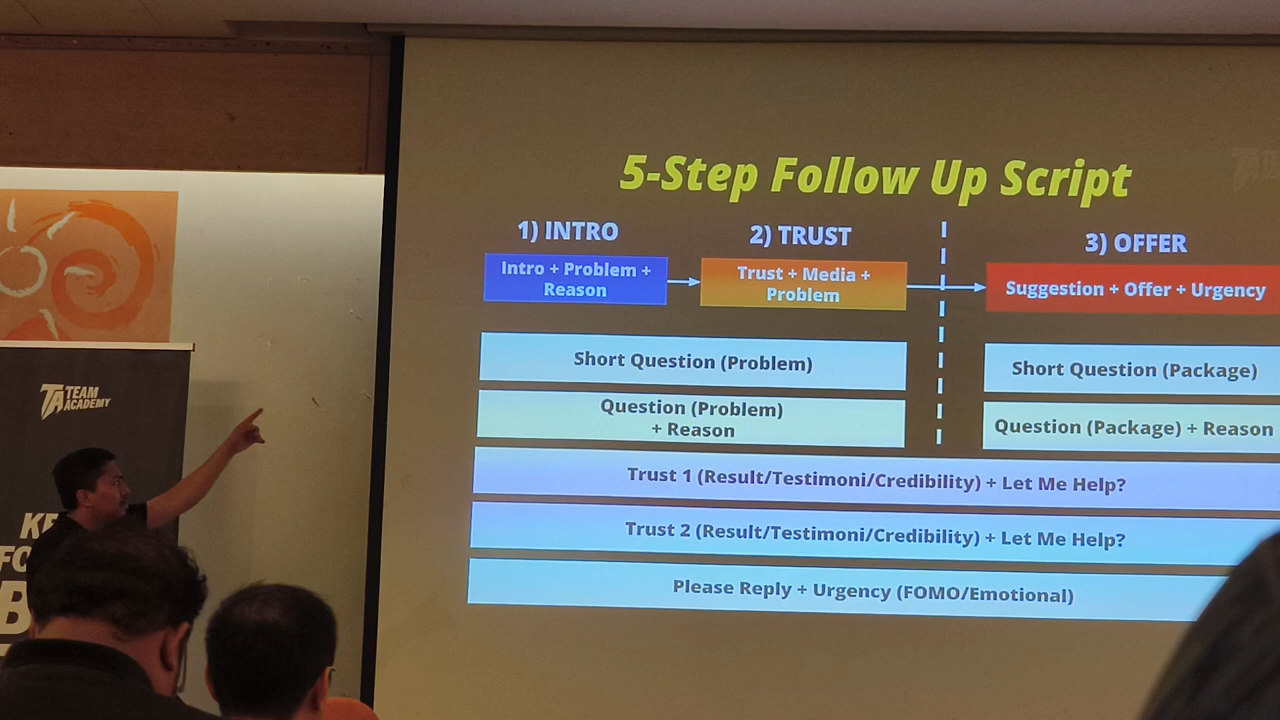 5-Step Follow Up Script
1) INTRO
2) TRUST
3) OFFER
Intro + Problem +
Reason
Trust + Media +
Problem
Suggestion + Offer + Urgency
Short Question (Problem)
Short Question (Package)
Question (Problem)
+ Reason
Question (Package) + Reason
Trust 1 (Result/Testimoni/Credibility) + Let Me Help?
Trust 2 (Result/Testimoni/Credibility) + Let Me Help?
Please Reply + Urgency (FOMO/Emotional)
TA TEAM
ACADEMY